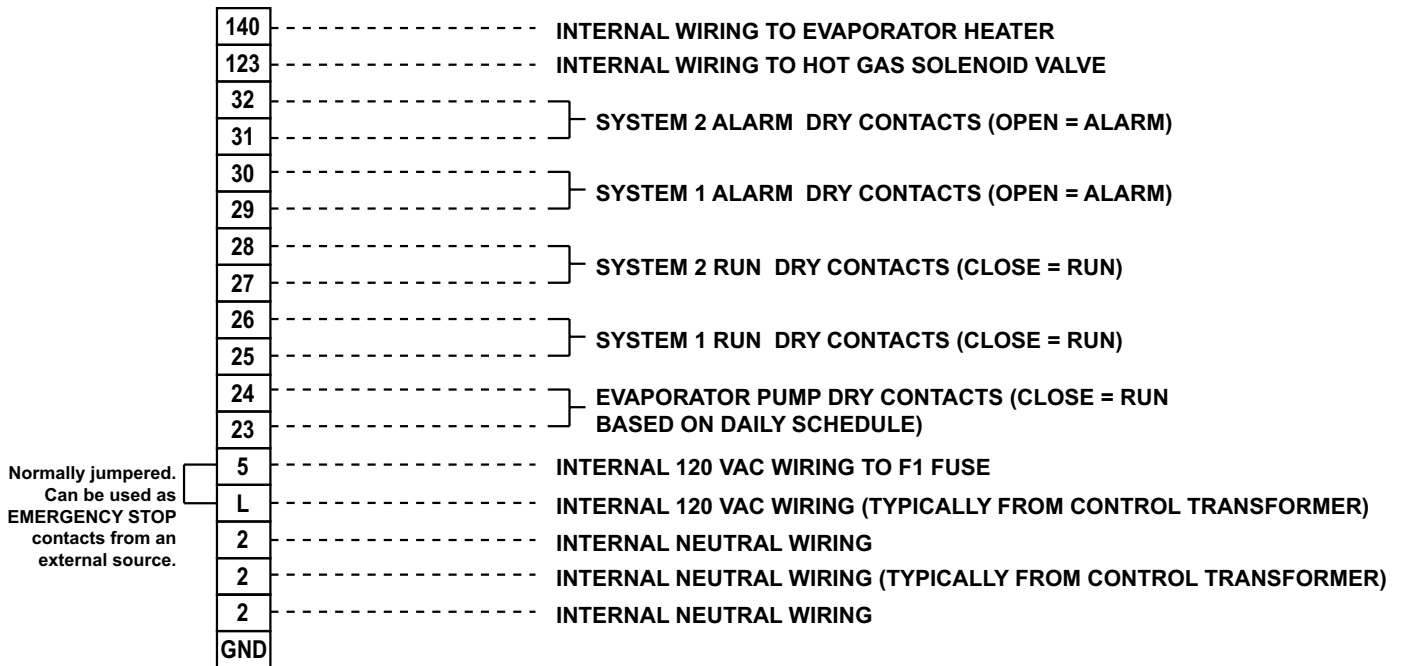 140 INTERNAL WIRING TO EVAPORATOR HEATER
123 INTERNAL WIRING TO HOT GAS SOLENOID VALVE
32
SYSTEM 2 ALARM DRY CONTACTS (OPEN = ALARM)
31
30
SYSTEM 1 ALARM DRY CONTACTS (OPEN = ALARM)
29
28
SYSTEM 2 RUN DRY CONTACTS (CLOSE = RUN)
27
26
SYSTEM 1 RUN DRY CONTACTS (CLOSE = RUN)
25
24
EVAPORATOR PUMP DRY CONTACTS (CLOSE = RUN
BASED ON DAILY SCHEDULE)
23
5 INTERNAL 120 VAC WIRING TO F1 FUSE
L INTERNAL 120 VAC WIRING (TYPICALLY FROM CONTROL TRANSFORMER)
Normally jumpered.
Can be used as
EMERGENCY STOP
contacts from an
external source.
2 INTERNAL NEUTRAL WIRING
2 INTERNAL NEUTRAL WIRING (TYPICALLY FROM CONTROL TRANSFORMER)
2 INTERNAL NEUTRAL WIRING
GND